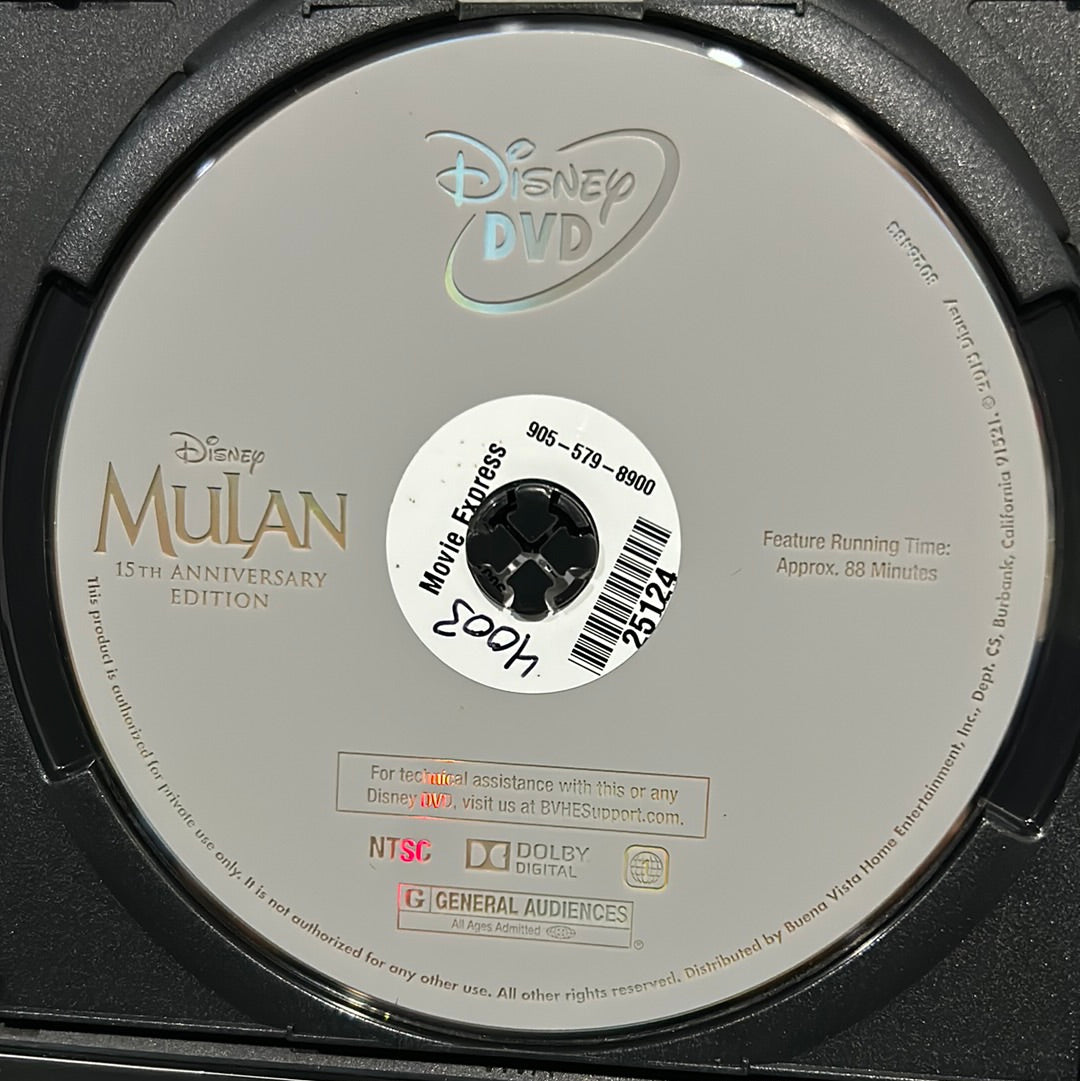 Disney
DVD
Disney
MULAN
15TH ANNIVERSARY
EDITION
905-579-8900
Movie Express
4003
25124
Feature Running Time:
Approx. 88 Minutes
For technical assistance with this or any
Disney DVD, visit us at BVHESupport.com.
NTSC
DOLBY
DIGITAL
1
G GENERAL AUDIENCES
All Ages Admitted
®
This product is authorized for private use only. It is not authorized for any other use. All other rights reserved. Distributed by Buena Vista Home Entertainment, Inc., Dept. CS, Burbank, California 91521. © 2013 Disney